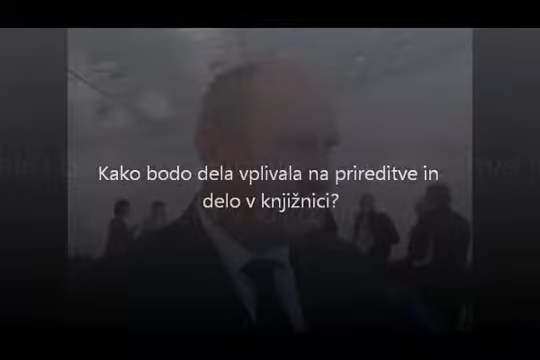 Kako bodo dela vplivala na prireditve in
delo v knjižnici?